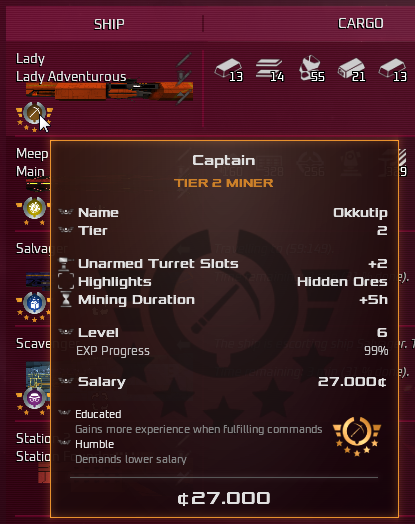 SHIP CARGO
Lady
Lady Adventurous
13 14 55 21 13
Meep
Main
Captain
TIER 2 MINER
Name Okkutip
Tier 2
Unarmed Turret Slots +2
Highlights Hidden Ores
Mining Duration +5h
Salvag
Level 6
EXP Progress 99%
Scave
Salary 27.000¢
Educated
Gains more experience when fulfilling commands
Statio
Humble
Statio
Demands lower salary
¢27.000